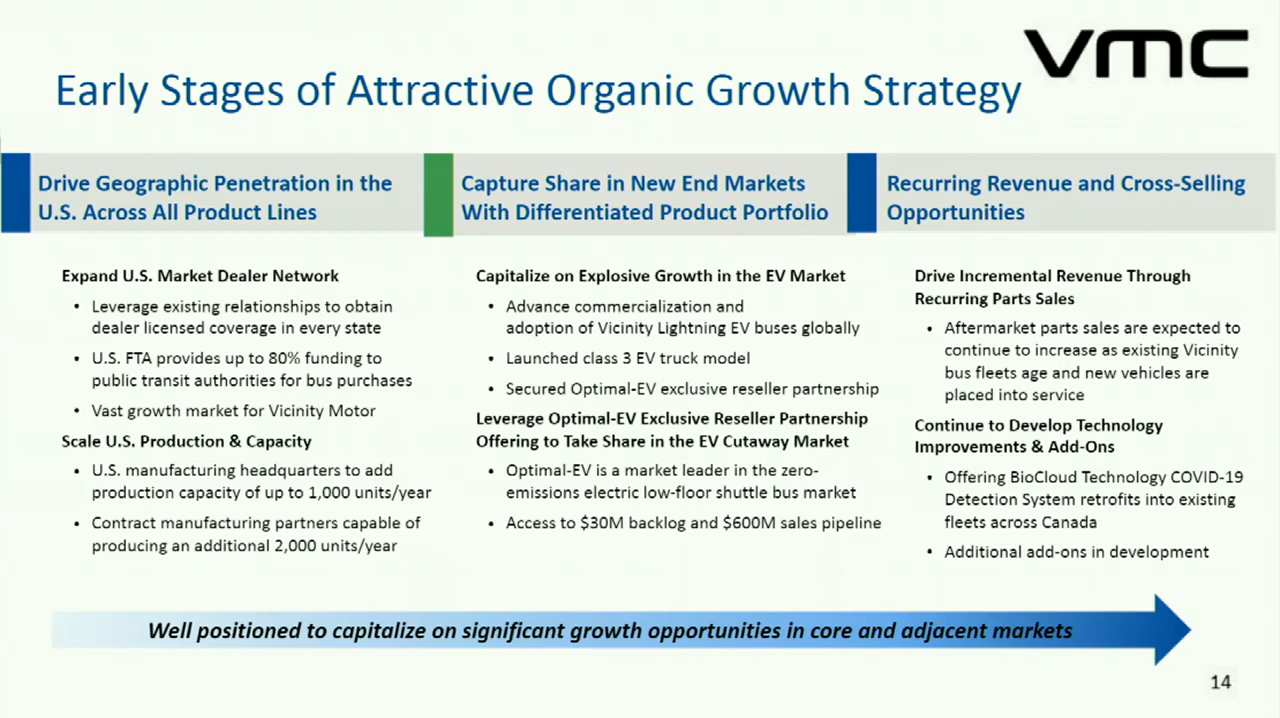 VMC
Early Stages of Attractive Organic Growth Strategy
Drive Geographic Penetration in the
U.S. Across All Product Lines
Expand U.S. Market Dealer Network
• Leverage existing relationships to obtain
dealer licensed coverage in every state
• U.S. FTA provides up to 80% funding to
public transit authorities for bus purchases
• Vast growth market for Vicinity Motor
Scale U.S. Production & Capacity
• U.S. manufacturing headquarters to add
production capacity of up to 1,000 units/year
• Contract manufacturing partners capable of
producing an additional 2,000 units/year
Capture Share in New End Markets
With Differentiated Product Portfolio
Capitalize on Explosive Growth in the EV Market
• Advance commercialization and
adoption of Vicinity Lightning EV buses globally
• Launched class 3 EV truck model
• Secured Optimal-EV exclusive reseller partnership
Leverage Optimal-EV Exclusive Reseller Partnership
Offering to Take Share in the EV Cutaway Market
• Optimal-EV is a market leader in the zero-
emissions electric low-floor shuttle bus market
• Access to $30M backlog and $600M sales pipeline
Recurring Revenue and Cross-Selling
Opportunities
Drive Incremental Revenue Through
Recurring Parts Sales
• Aftermarket parts sales are expected to
continue to increase as existing Vicinity
bus fleets age and new vehicles are
placed into service
Continue to Develop Technology
Improvements & Add-Ons
• Offering BioCloud Technology COVID-19
Detection System retrofits into existing
fleets across Canada
• Additional add-ons in development
Well positioned to capitalize on significant growth opportunities in core and adjacent markets
14